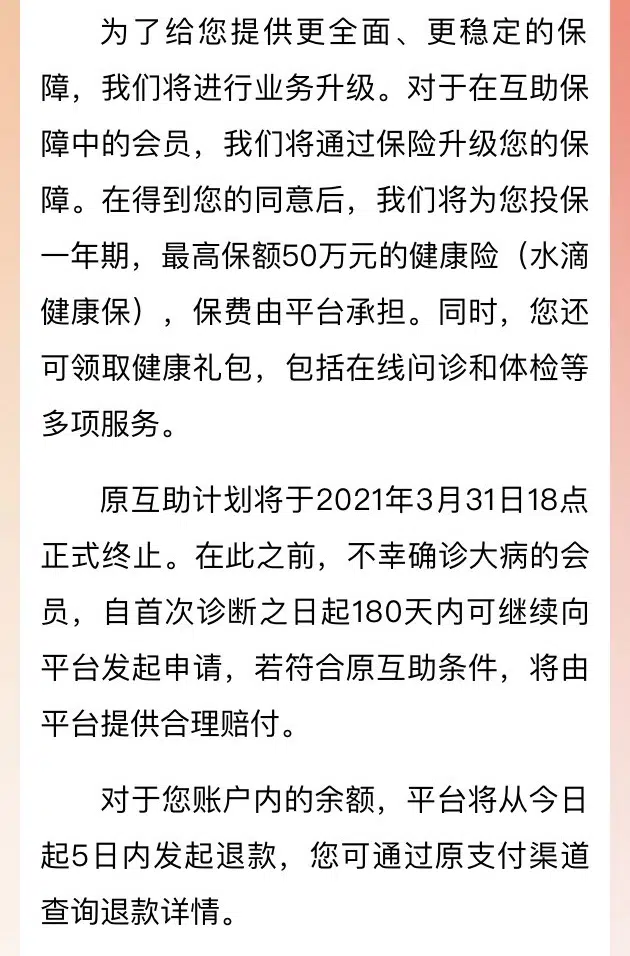 为了给您提供更全面、更稳定的保
障，我们将进行业务升级。对于在互助保
障中的会员，我们将通过保险升级您的保
障。在得到您的同意后，我们将为您投保
一年期，最高保额50万元的健康险（水滴
健康保），保费由平台承担。同时，您还
可领取健康礼包，包括在线问诊和体检等
多项服务。
原互助计划将于2021年3月31日18点
正式终止。在此之前，不幸确诊大病的会
员，自首次诊断之日起180天内可继续向
平台发起申请，若符合原互助条件，将由
平台提供合理赔付。
对于您账户内的余额，平台将从今日
起5日内发起退款，您可通过原支付渠道
查询退款详情。